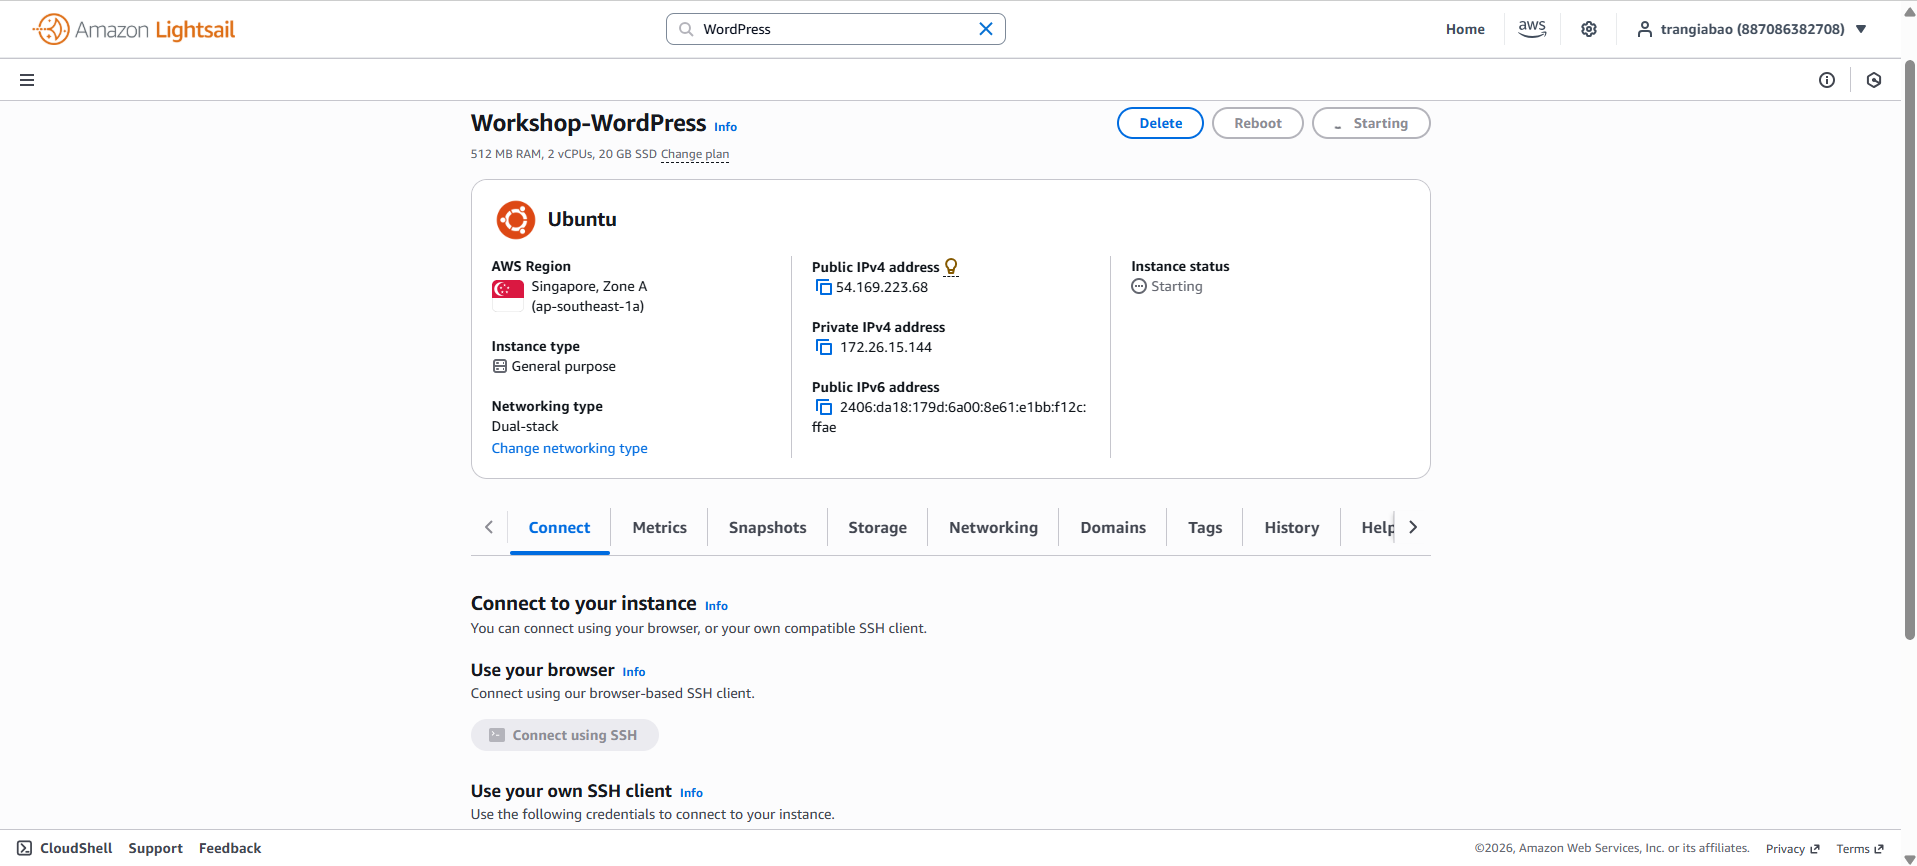 Amazon Lightsail
WordPress
Home
aws
trangiabao (887086382708)
Workshop-WordPress Info
Delete
Reboot
Starting
512 MB RAM, 2 vCPUs, 20 GB SSD Change plan
Ubuntu
AWS Region
Singapore, Zone A
(ap-southeast-1a)
Instance type
General purpose
Networking type
Dual-stack
Change networking type
Public IPv4 address
54.169.223.68
Private IPv4 address
172.26.15.144
Public IPv6 address
2406:da18:179d:6a00:8e61:e1bb:f12c:
ffae
Instance status
Starting
Connect
Metrics
Snapshots
Storage
Networking
Domains
Tags
History
Help
Connect to your instance Info
You can connect using your browser, or your own compatible SSH client.
Use your browser Info
Connect using our browser-based SSH client.
Connect using SSH
Use your own SSH client Info
Use the following credentials to connect to your instance.
CloudShell
Support
Feedback
©2026, Amazon Web Services, Inc. or its affiliates.
Privacy
Terms